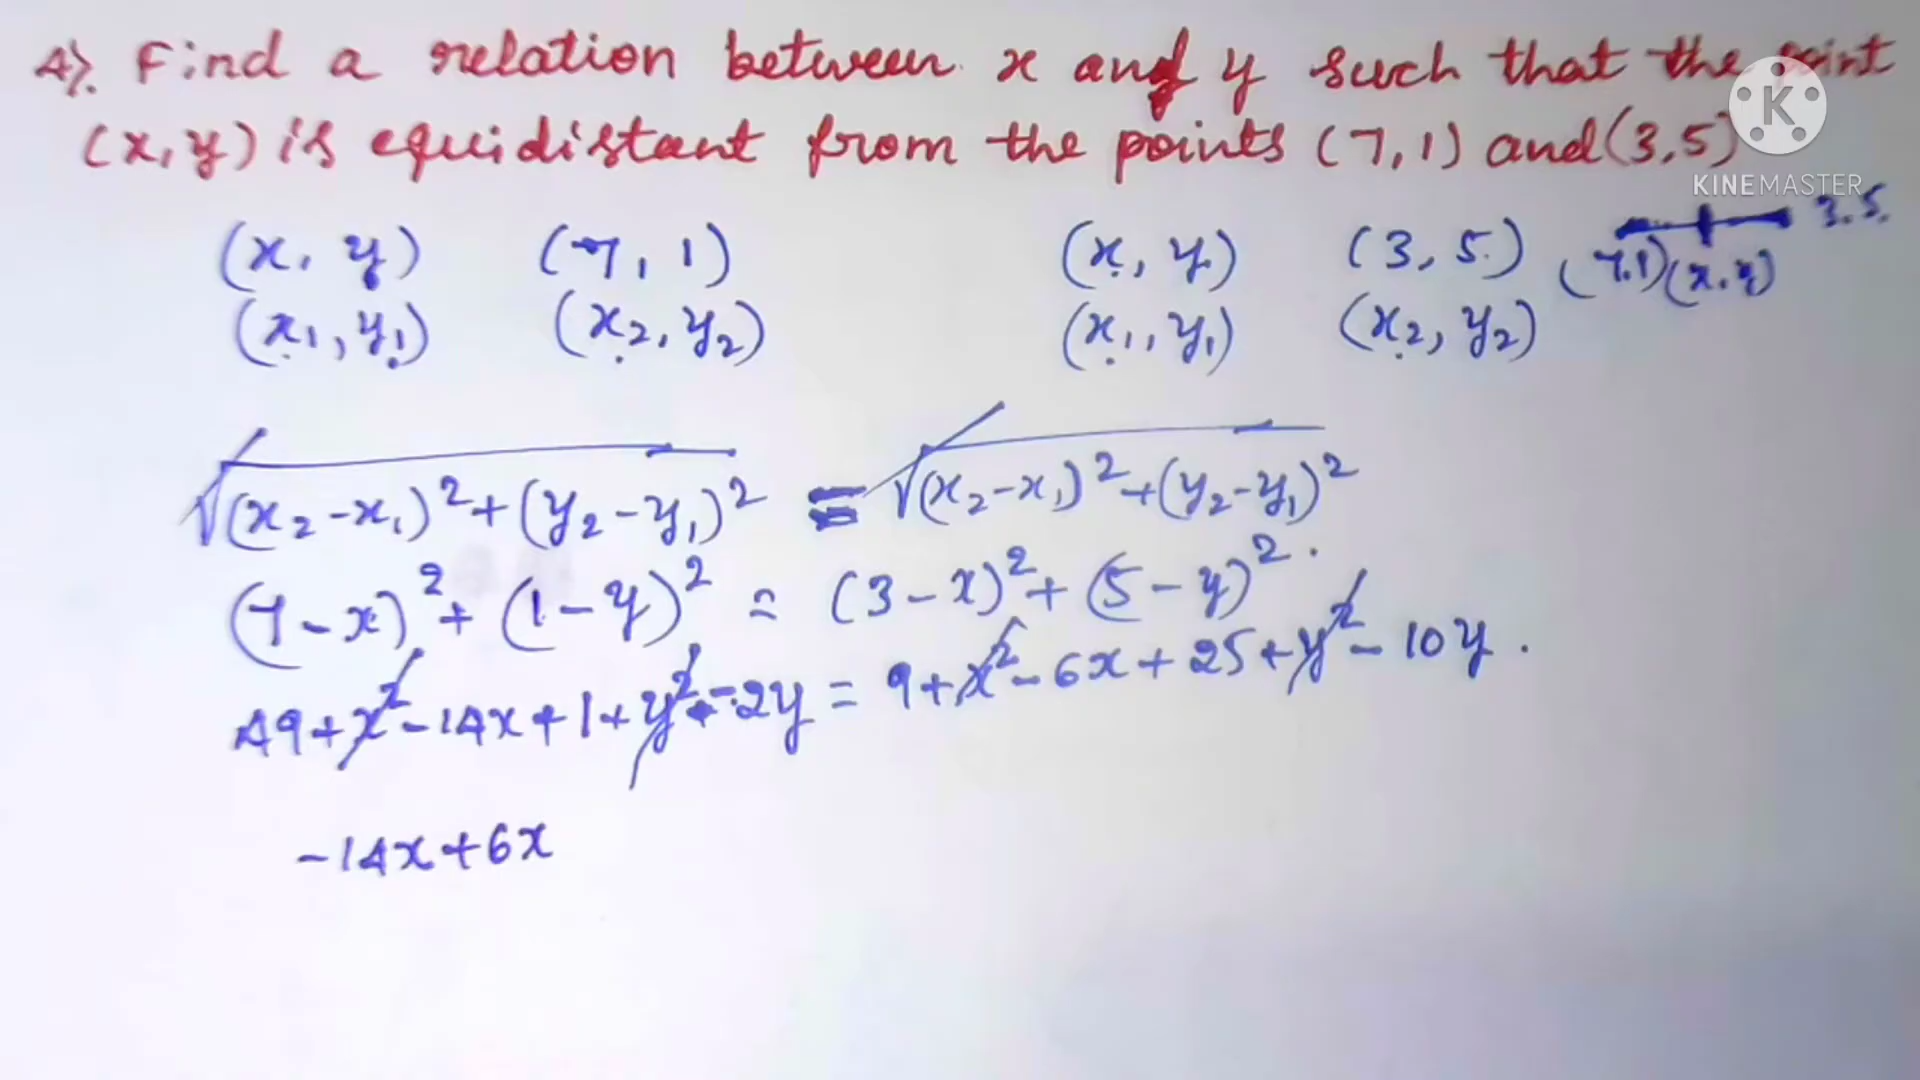 4). Find a relation between x and y such that the point
(x, y) is equidistant from the points (7, 1) and (3, 5)
KINEMASTER
(x, y) (7, 1) (x, y) (3, 5) (7.1) (x, y) 3.5.
(x₁, y₁) (x₂, y₂) (x₁, y₁) (x₂, y₂)
√(x₂-x₁)²+(y₂-y₁)² = √(x₂-x₁)²+(y₂-y₁)²
(7-x)²+(1-y)² = (3-x)²+(5-y)².
49+x²-14x+1+y²-2y = 9+x²-6x+25+y²-10y.
-14x+6x